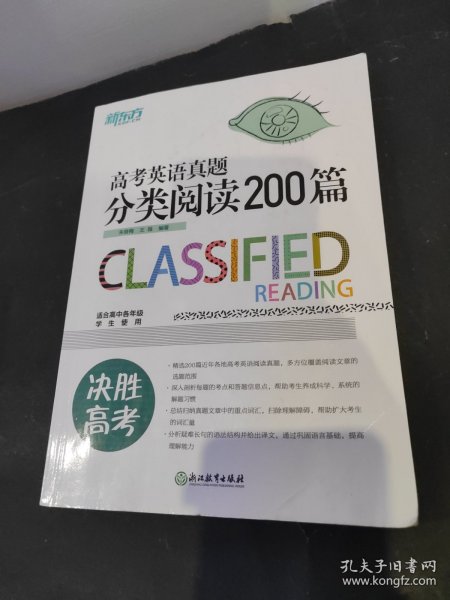 新东方
高考英语真题
分类阅读200篇
编著
CLASSIFIED
READING
适合高中各年级
学生使用
决胜
高考
·精选200篇近年各地高考英语阅读真题，多方位覆盖阅读文章的
选题范围
·深入剖析每题的考点和答题信息点，帮助考生养成科学、系统的
解题习惯
·总结归纳真题文章中的重点词汇，扫除理解障碍，帮助扩大考生
的词汇量
·分析疑难长句的语法结构并给出译文，通过巩固语言基础，提高
理解能力
浙江教育出版社
孔夫子旧书网
www.kongfz.com